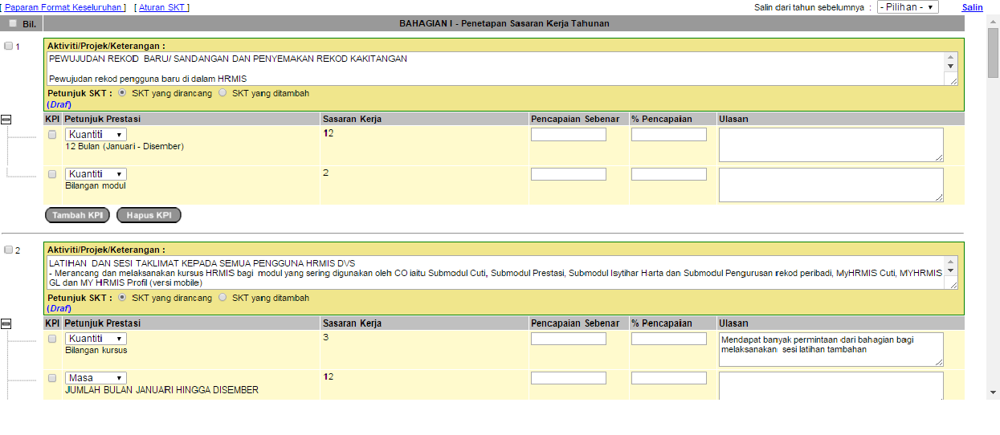 [ Paparan Format Keseluruhan ] [ Aturan SKT ] Salin dari tahun sebelumnya : - Pilihan - Salin
Bil. BAHAGIAN I - Penetapan Sasaran Kerja Tahunan
1 Aktiviti/Projek/Keterangan :
PEWUJUDAN REKOD BARU/ SANDANGAN DAN PENYEMAKAN REKOD KAKITANGAN
Pewujudan rekod pengguna baru di dalam HRMIS
Petunjuk SKT : SKT yang dirancang SKT yang ditambah
(Draf)
KPI Petunjuk Prestasi Sasaran Kerja Pencapaian Sebenar % Pencapaian Ulasan
Kuantiti 12
12 Bulan (Januari - Disember)
Kuantiti 2
Bilangan modul
Tambah KPI Hapus KPI
2 Aktiviti/Projek/Keterangan :
LATIHAN DAN SESI TAKLIMAT KEPADA SEMUA PENGGUNA HRMIS DVS
- Merancang dan melaksanakan kursus HRMIS bagi modul yang sering digunakan oleh CO iaitu Submodul Cuti, Submodul Prestasi, Submodul Isytihar Harta dan Submodul Pengurusan rekod peribadi, MyHRMIS Cuti, MYHRMIS
GL dan MY HRMIS Profil (versi mobile)
Petunjuk SKT : SKT yang dirancang SKT yang ditambah
(Draf)
KPI Petunjuk Prestasi Sasaran Kerja Pencapaian Sebenar % Pencapaian Ulasan
Kuantiti 3 Mendapat banyak permintaan dari bahagian bagi
Bilangan kursus melaksanakan sesi latihan tambahan
Masa 12
JUMLAH BULAN JANUARI HINGGA DISEMBER